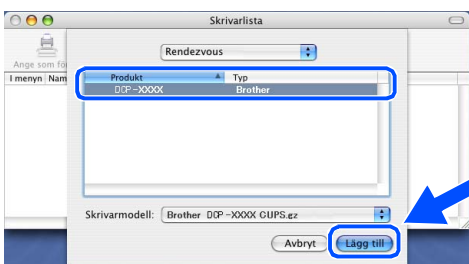 Skrivarlista
Rendezvous
Ange som fö
I menyn Nam
Produkt Typ
DCP-XXXX Brother
Skrivarmodell: Brother DCP-XXXX CUPS.gz
Avbryt Lägg till